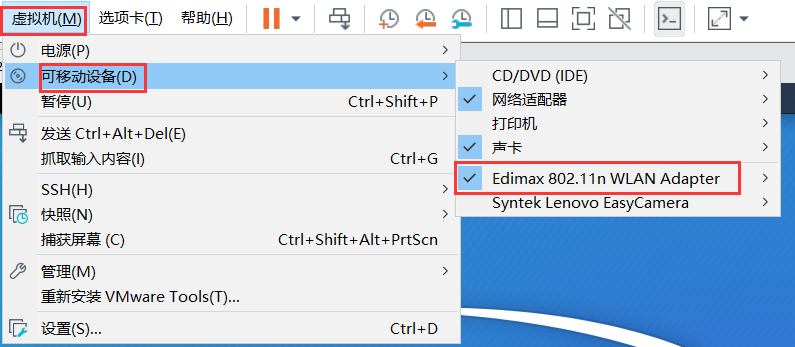 虚拟机(M) 选项卡(T) 帮助(H)
电源(P)
可移动设备(D)
暂停(U) Ctrl+Shift+P
发送 Ctrl+Alt+Del(E)
抓取输入内容(I) Ctrl+G
SSH(H)
快照(N)
捕获屏幕 (C) Ctrl+Shift+Alt+PrtScn
管理(M)
重新安装 VMware Tools(T)...
设置(S)... Ctrl+D
CD/DVD (IDE)
网络适配器
打印机
声卡
Edimax 802.11n WLAN Adapter
Syntek Lenovo EasyCamera